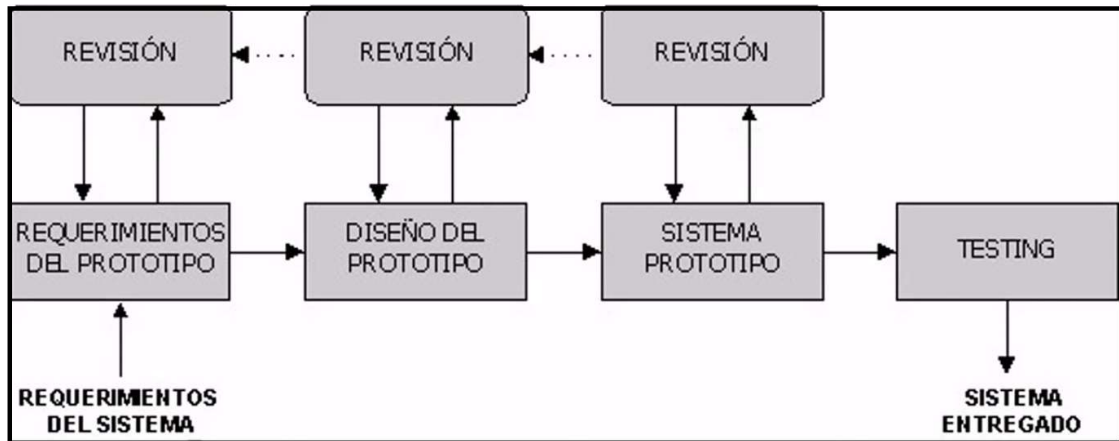 REVISIÓN
REVISIÓN
REVISIÓN
REQUERIMIENTOS
DEL PROTOTIPO
DISEÑO DEL
PROTOTIPO
SISTEMA
PROTOTIPO
TESTING
REQUERIMIENTOS
DEL SISTEMA
SISTEMA
ENTREGADO